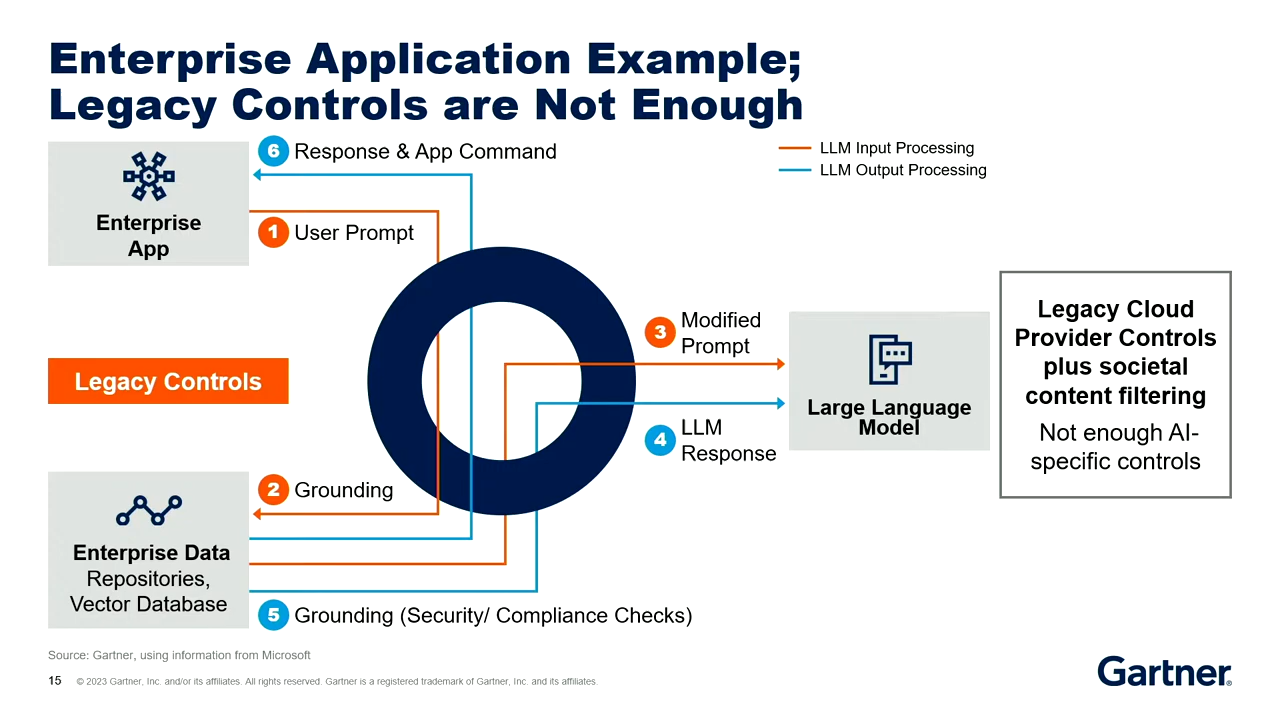 Enterprise Application Example;
Legacy Controls are Not Enough
6 Response & App Command
LLM Input Processing
LLM Output Processing
Enterprise
App
1 User Prompt
3 Modified
Prompt
Legacy Controls
Large Language
Model
Legacy Cloud
Provider Controls
plus societal
content filtering
Not enough AI-
specific controls
4 LLM
Response
2 Grounding
Enterprise Data
Repositories,
Vector Database
5 Grounding (Security/ Compliance Checks)
Source: Gartner, using information from Microsoft
15 © 2023 Gartner, Inc. and/or its affiliates. All rights reserved. Gartner is a registered trademark of Gartner, Inc. and its affiliates.
Gartner®